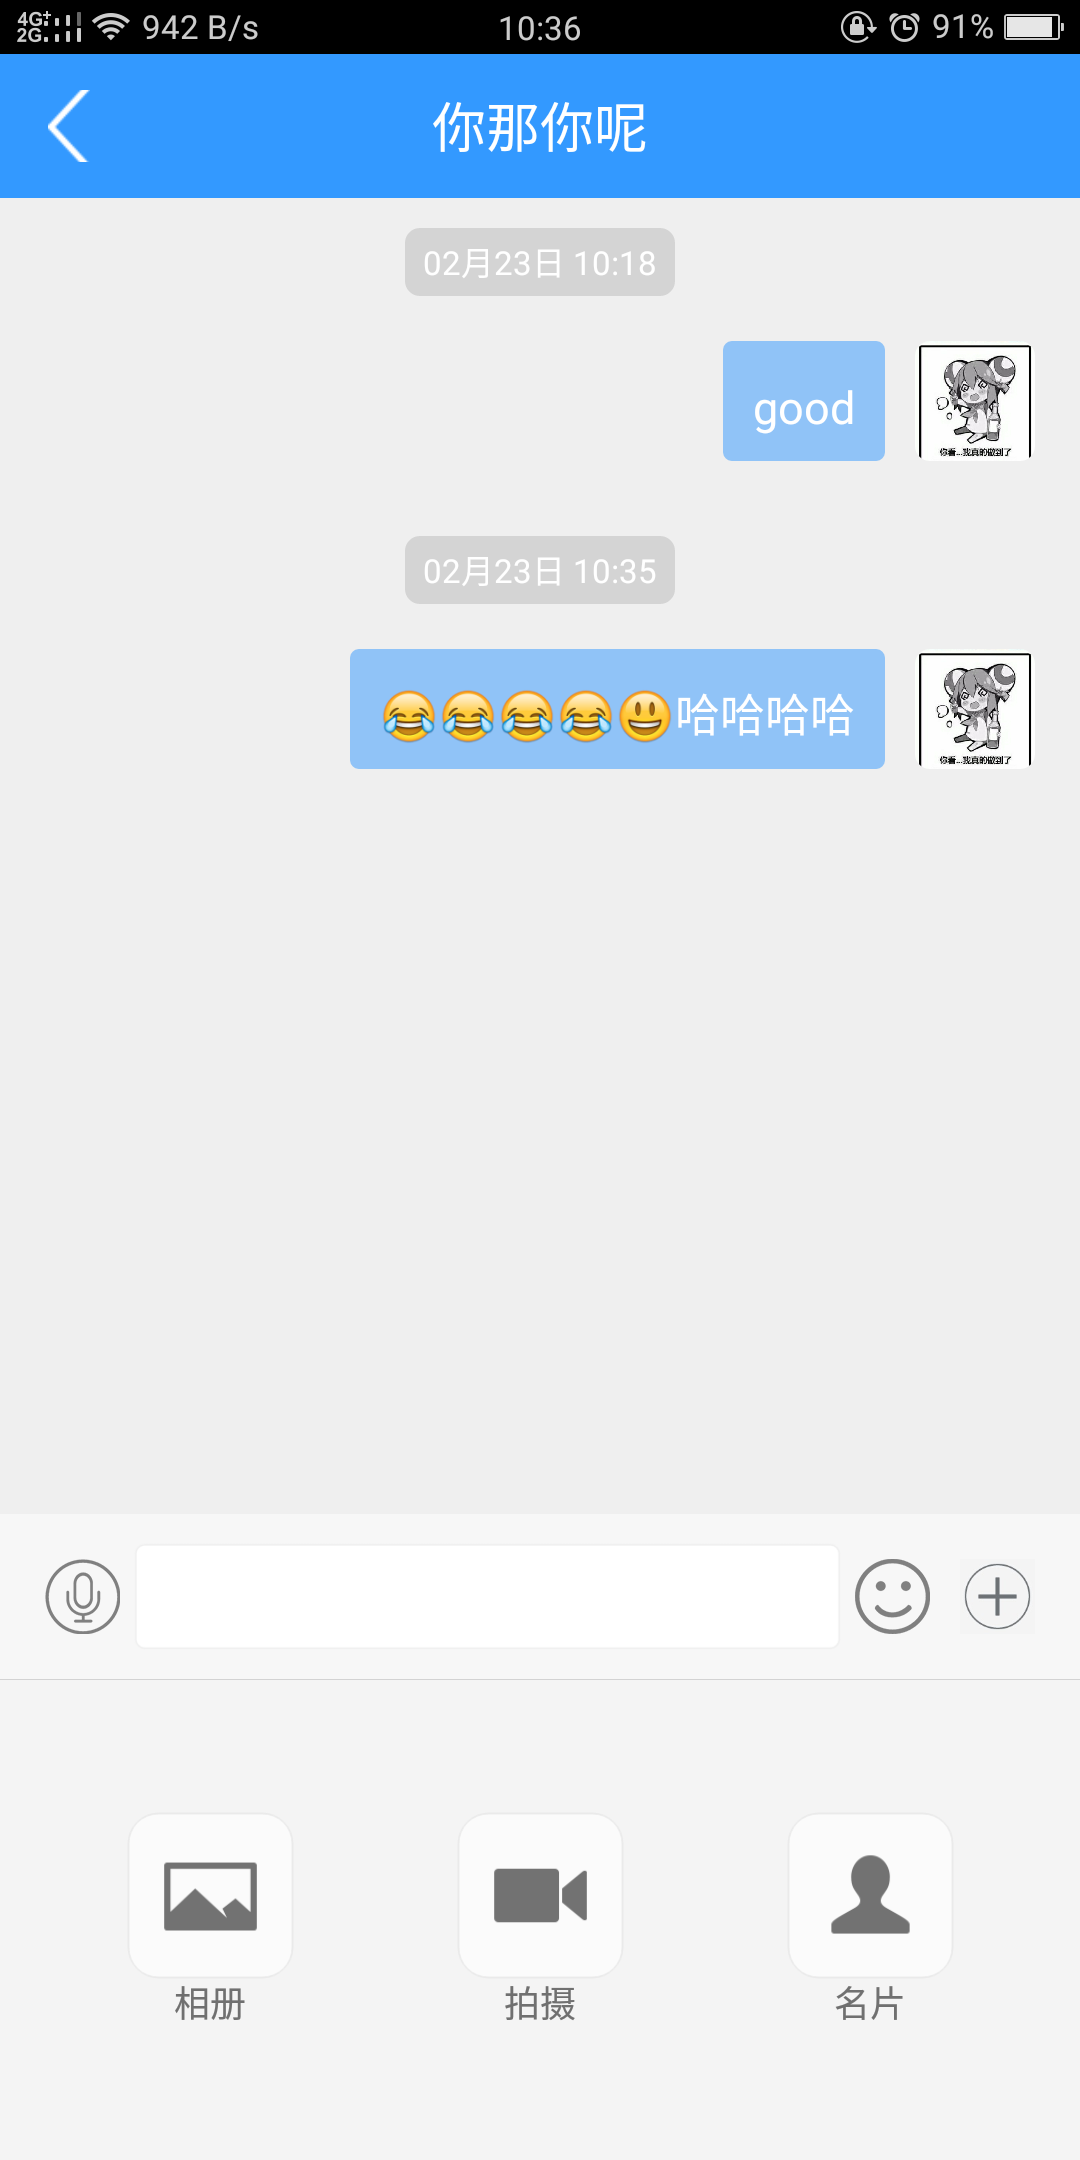 4G+ 2G 942 B/s 10:36 91%
你那你呢
02月23日 10:18
good
你看...我真的做到了
02月23日 10:35
😂😂😂😂😃哈哈哈哈
你看...我真的做到了
相册 拍摄 名片